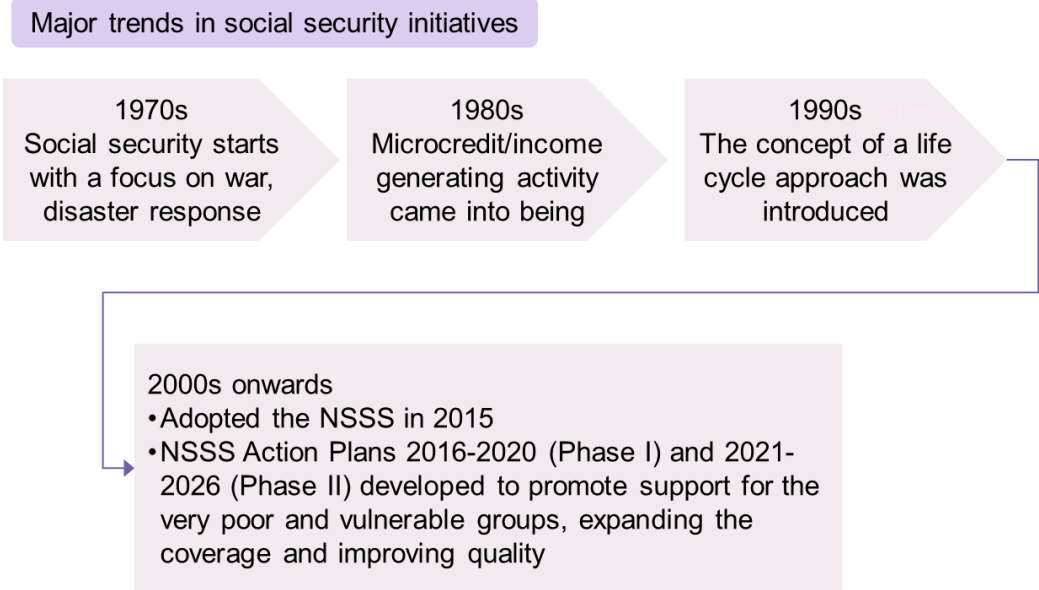 Major trends in social security initiatives
1970s
Social security starts
with a focus on war,
disaster response
1980s
Microcredit/income
generating activity
came into being
1990s
The concept of a life
cycle approach was
introduced
2000s onwards
•Adopted the NSSS in 2015
•NSSS Action Plans 2016-2020 (Phase I) and 2021-
2026 (Phase II) developed to promote support for the
very poor and vulnerable groups, expanding the
coverage and improving quality